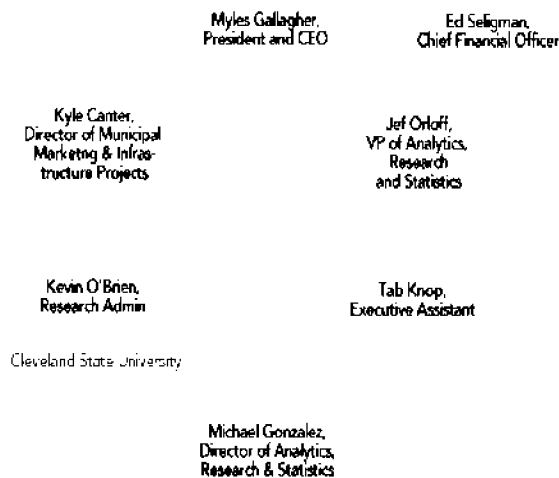 Myles Gallagher,
President and CEO
Ed Seligman,
Chief Financial Officer
Kyle Canter,
Director of Municipal
Marketng & Infras-
tructure Projects
Jef Orloff,
VP of Analytics,
Research
and Statistics
Kevin O'Brien,
Research Admin
Tab Knop,
Executive Assistant
Cleveland State University
Michael Gonzalez,
Director of Analytics,
Research & Statistics